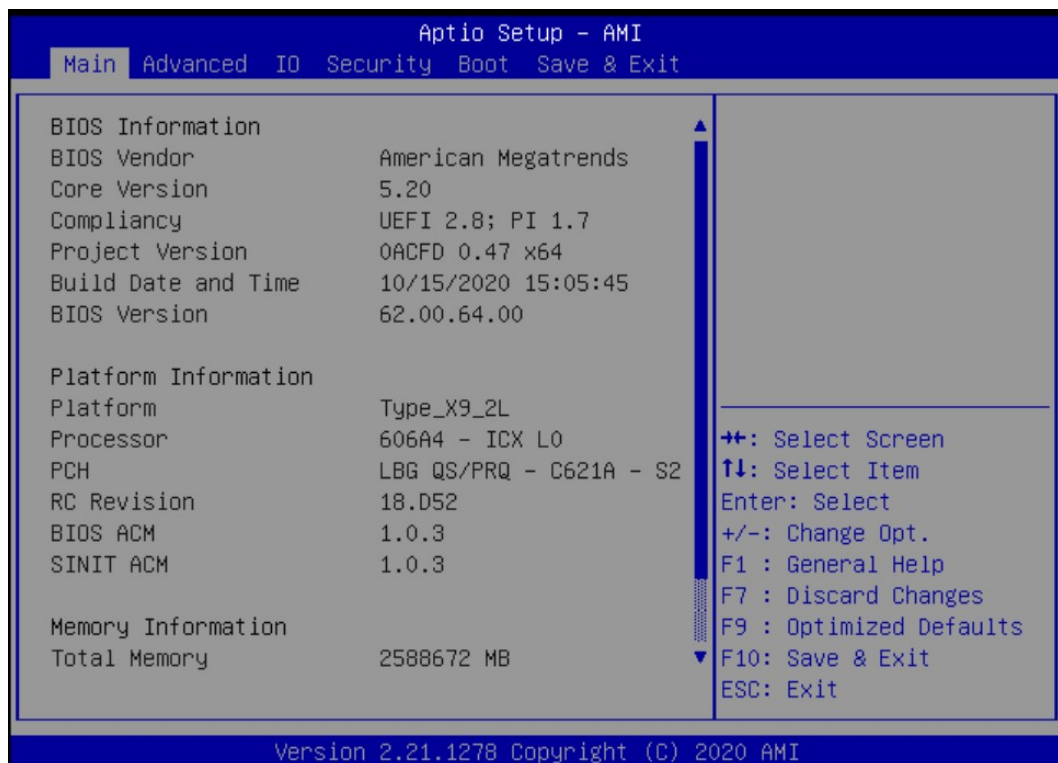 Aptio Setup – AMI
Main Advanced IO Security Boot Save & Exit
BIOS Information
BIOS Vendor American Megatrends
Core Version 5.20
Compliancy UEFI 2.8; PI 1.7
Project Version 0ACFD 0.47 x64
Build Date and Time 10/15/2020 15:05:45
BIOS Version 62.00.64.00
Platform Information
Platform Type_X9_2L
Processor 606A4 - ICX L0
PCH LBG QS/PRQ - C621A - S2
RC Revision 18.D52
BIOS ACM 1.0.3
SINIT ACM 1.0.3
Memory Information
Total Memory 2588672 MB
→←: Select Screen
↑↓: Select Item
Enter: Select
+/-: Change Opt.
F1 : General Help
F7 : Discard Changes
F9 : Optimized Defaults
F10: Save & Exit
ESC: Exit
Version 2.21.1278 Copyright (C) 2020 AMI